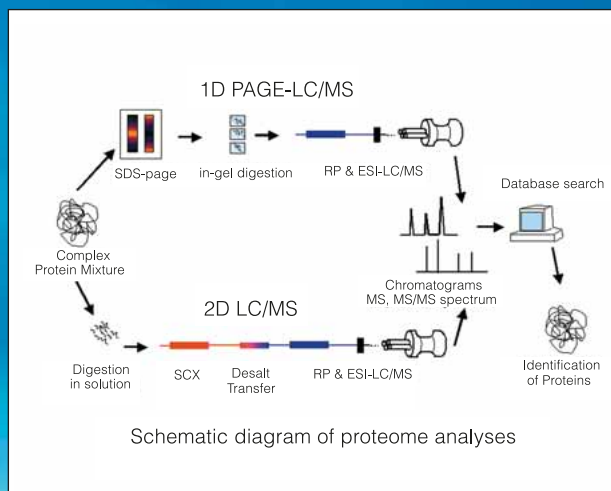 1D PAGE-LC/MS
SDS-page
in-gel digestion
RP & ESI-LC/MS
Database search
Complex
Protein Mixture
Chromatograms
MS, MS/MS spectrum
2D LC/MS
Digestion
in solution
SCX
Desalt
Transfer
RP & ESI-LC/MS
Identification
of Proteins
Schematic diagram of proteome analyses